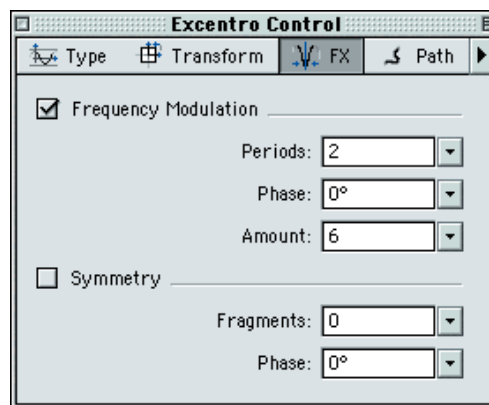 Excentro Control
Type Transform FX Path
Frequency Modulation
Periods: 2
Phase: 0°
Amount: 6
Symmetry
Fragments: 0
Phase: 0°